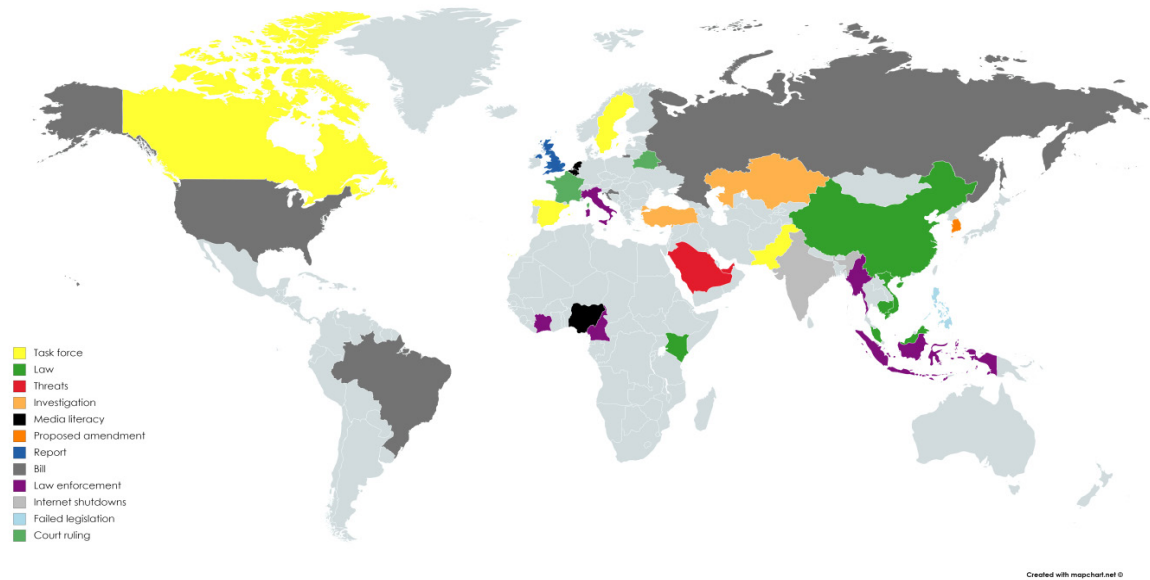 Task force
Law
Threats
Investigation
Media literacy
Proposed amendment
Report
Bill
Law enforcement
Internet shutdowns
Failed legislation
Court ruling
Created with mapchart.net ©